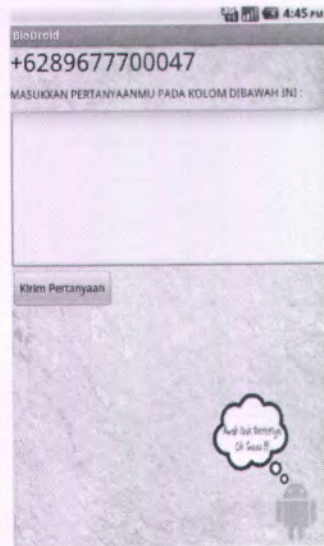 4:45 PM
BioDroid
+6289677700047
MASUKKAN PERTANYAANMU PADA KOLOM DIBAWAH INI :
Kirim Pertanyaan